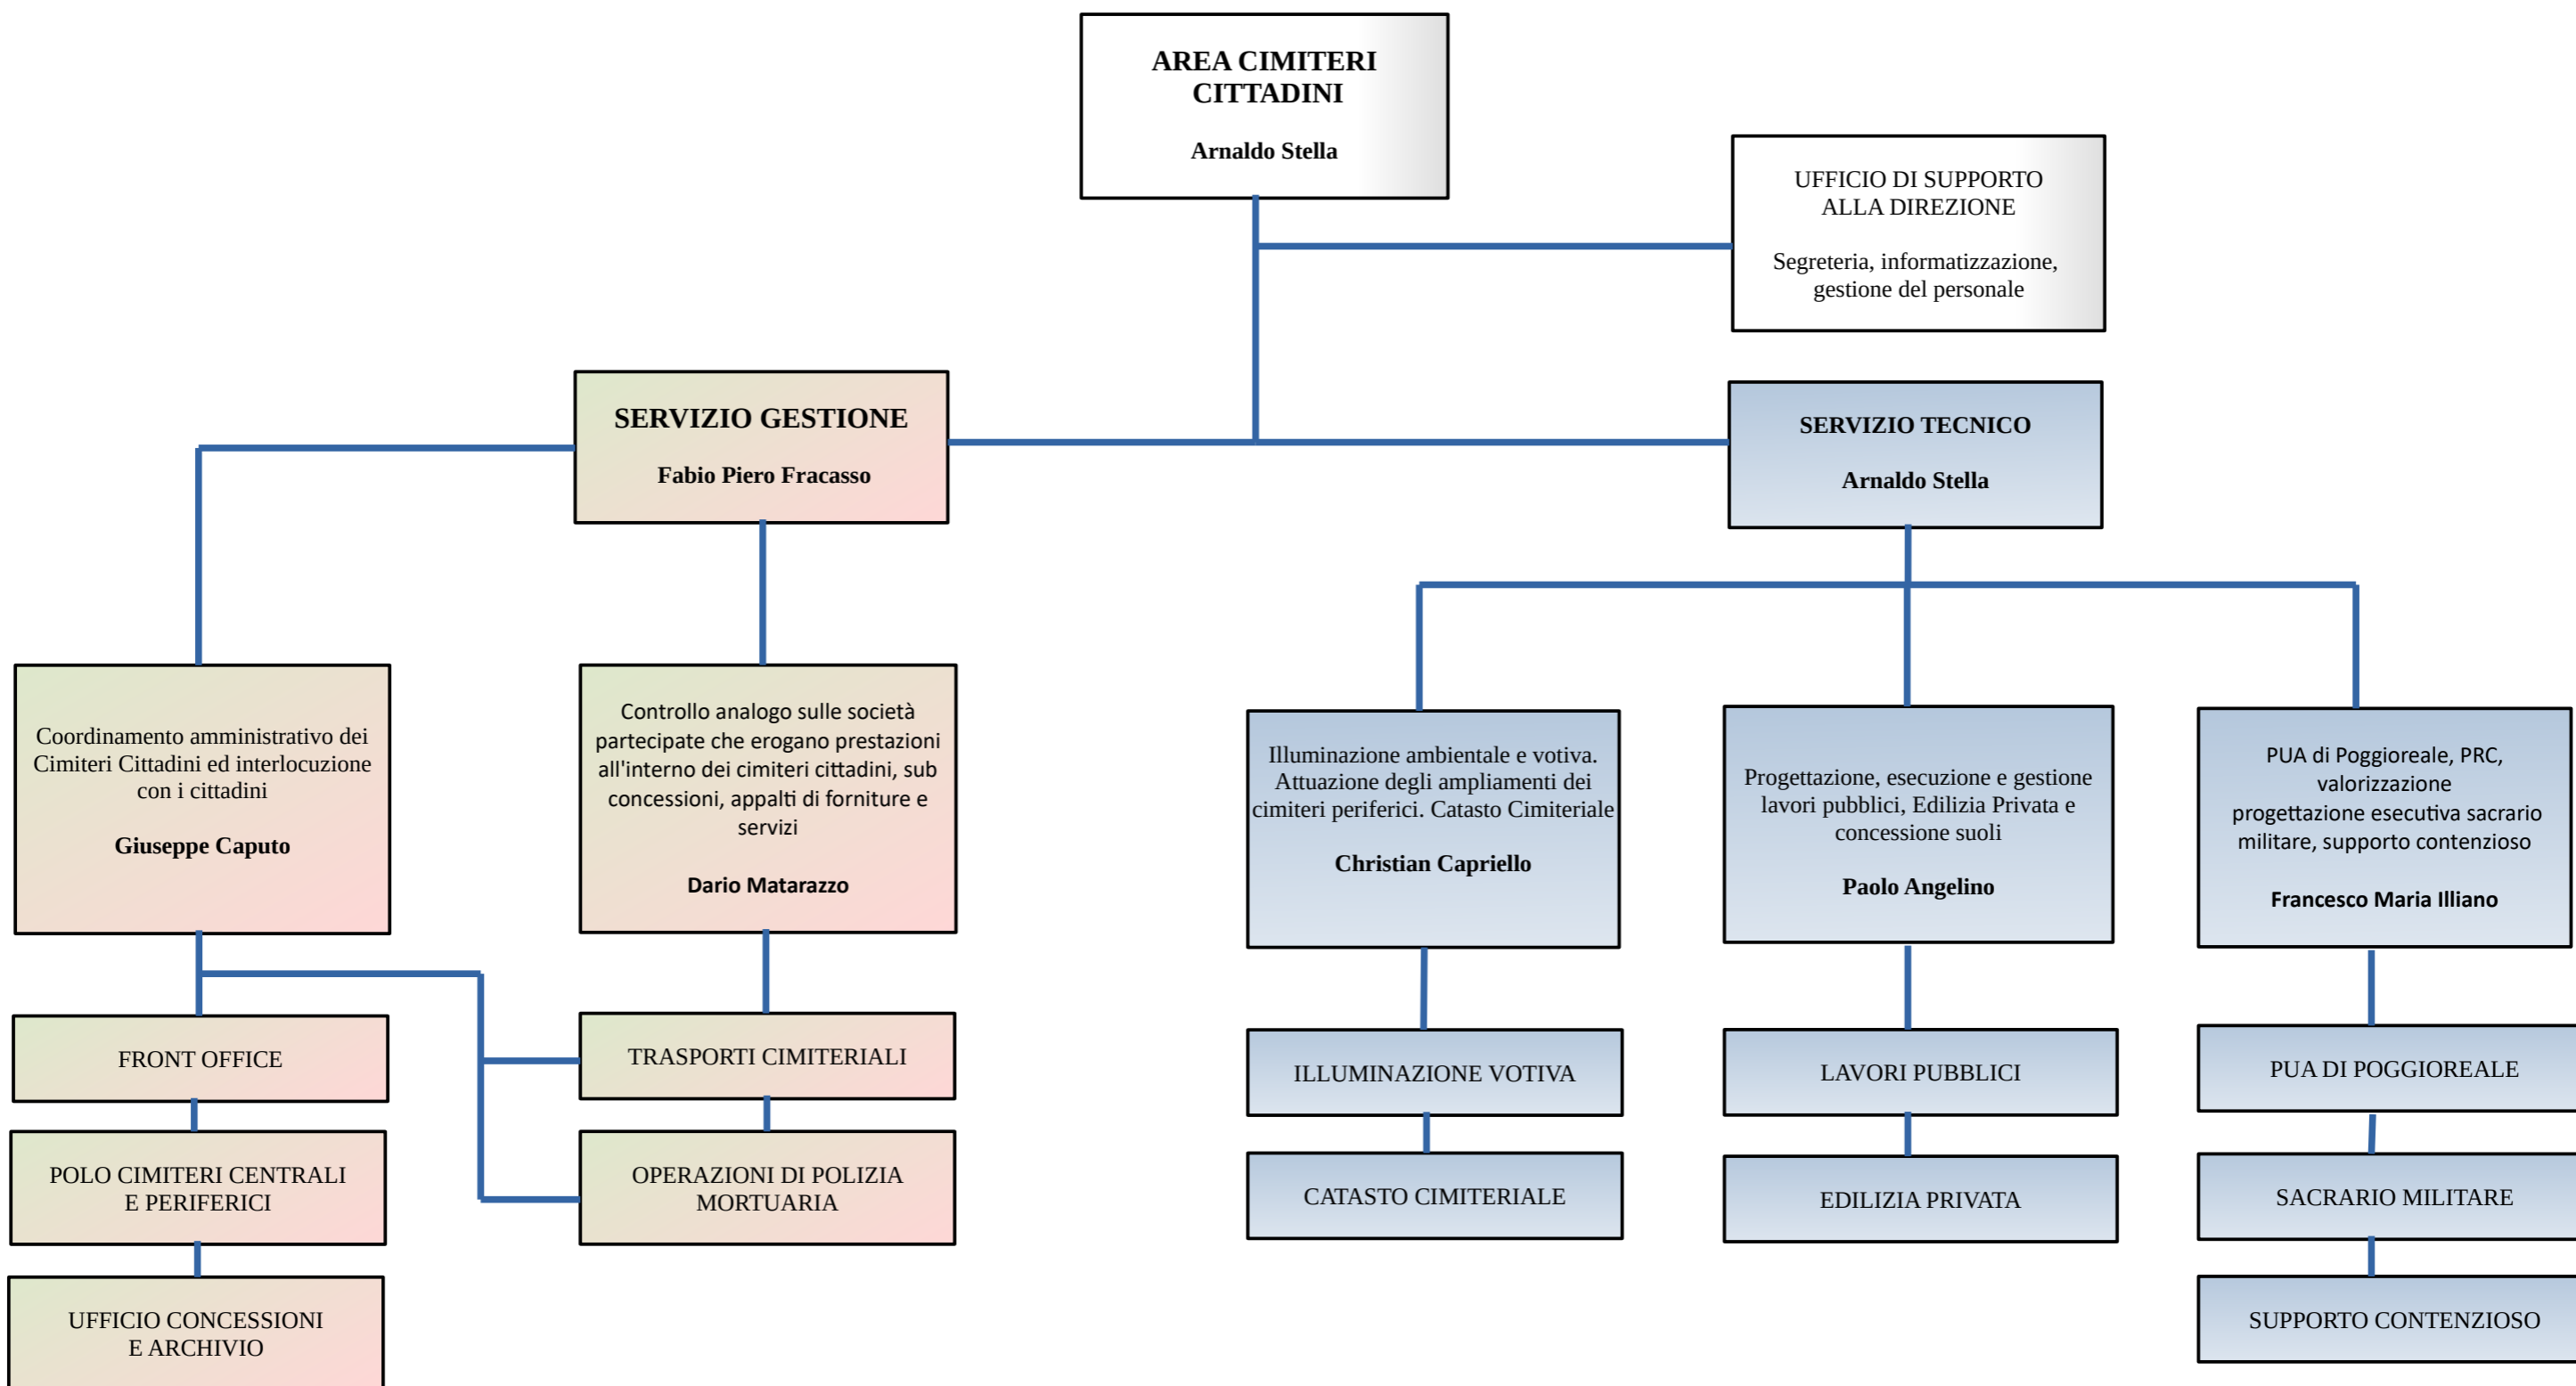 AREA CIMITERI
CITTADINI
Arnaldo Stella
UFFICIO DI SUPPORTO
ALLA DIREZIONE
Segreteria, informatizzazione,
gestione del personale
SERVIZIO GESTIONE
Fabio Piero Fracasso
SERVIZIO TECNICO
Arnaldo Stella
Coordinamento amministrativo dei
Cimiteri Cittadini ed interlocuzione
con i cittadini
Giuseppe Caputo
Controllo analogo sulle società
partecipate che erogano prestazioni
all'interno dei cimiteri cittadini, sub
concessioni, appalti di forniture e
servizi
Dario Matarazzo
Illuminazione ambientale e votiva.
Attuazione degli ampliamenti dei
cimiteri periferici. Catasto Cimiteriale
Christian Capriello
Progettazione, esecuzione e gestione
lavori pubblici, Edilizia Privata e
concessione suoli
Paolo Angelino
PUA di Poggioreale, PRC,
valorizzazione
progettazione esecutiva sacrario
militare, supporto contenzioso
Francesco Maria Illiano
FRONT OFFICE
POLO CIMITERI CENTRALI
E PERIFERICI
UFFICIO CONCESSIONI
E ARCHIVIO
TRASPORTI CIMITERIALI
OPERAZIONI DI POLIZIA
MORTUARIA
ILLUMINAZIONE VOTIVA
CATASTO CIMITERIALE
LAVORI PUBBLICI
EDILIZIA PRIVATA
PUA DI POGGIOREALE
SACRARIO MILITARE
SUPPORTO CONTENZIOSO